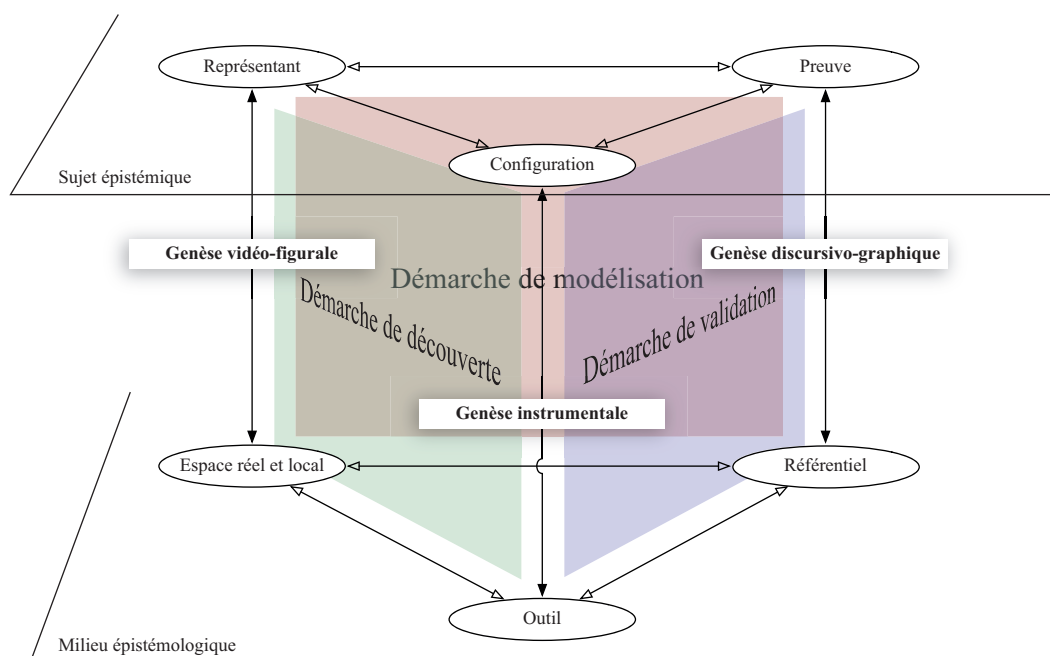 Représentant
Preuve
Configuration
Sujet épistémique
Genèse vidéo-figurale
Genèse discursivo-graphique
Démarche de modélisation
Démarche de découverte
Démarche de validation
Genèse instrumentale
Espace réel et local
Référentiel
Outil
Milieu épistémologique